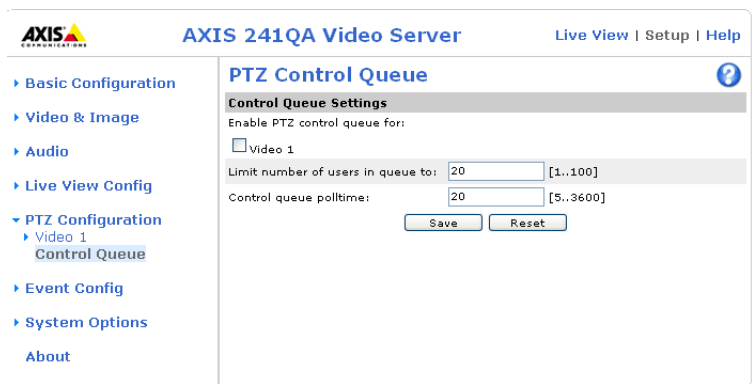 AXIS
COMMUNICATIONS
AXIS 241QA Video Server
Live View | Setup | Help
Basic Configuration
Video & Image
Audio
Live View Config
PTZ Configuration
Video 1
Control Queue
Event Config
System Options
About
PTZ Control Queue
?
Control Queue Settings
Enable PTZ control queue for:
Video 1
Limit number of users in queue to: 20 [1..100]
Control queue polltime: 20 [5..3600]
Save Reset